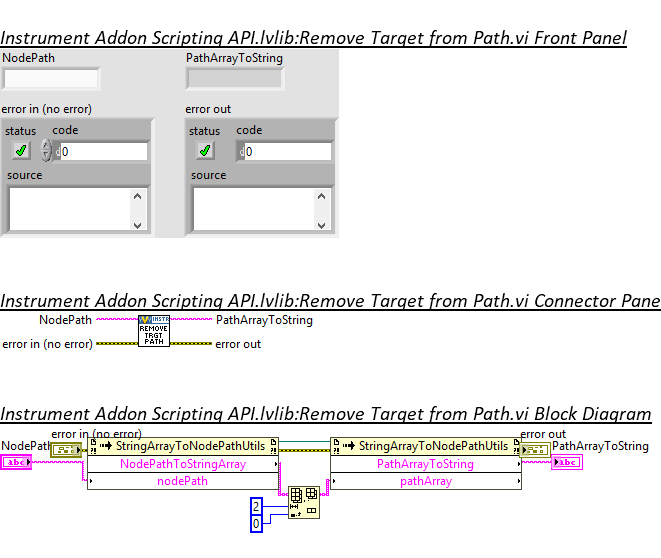 Instrument Addon Scripting API.lvlib:Remove Target from Path.vi Front Panel
NodePath
PathArrayToString
error in (no error)
error out
status code
0
source
status code
0
source
Instrument Addon Scripting API.lvlib:Remove Target from Path.vi Connector Pane
NodePath
INSTR
REMOVE
TRGT
PATH
PathArrayToString
error in (no error)
error out
Instrument Addon Scripting API.lvlib:Remove Target from Path.vi Block Diagram
error in (no error)
error out
NodePath
StringArrayToNodePathUtils
StringArrayToNodePathUtils
PathArrayToString
abc
NodePathToStringArray
PathArrayToString
abc
nodePath
pathArray
2
0